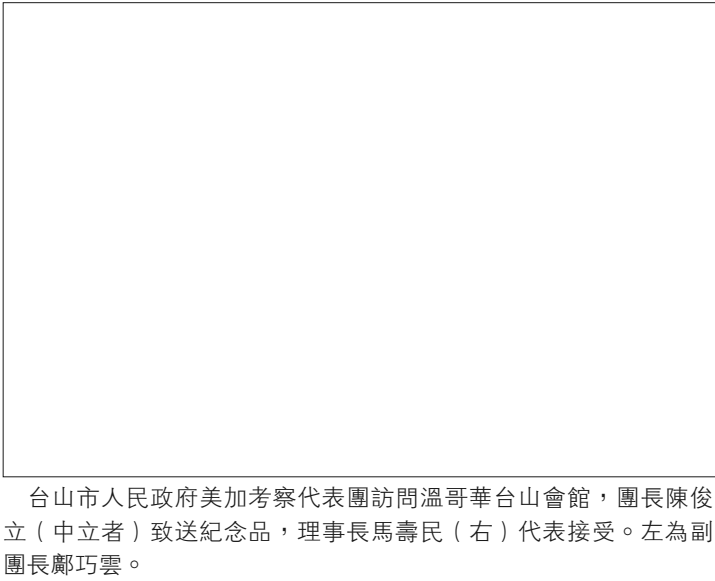 台山市人民政府美加考察代表團訪問溫哥華台山會館，團長陳俊
立（中立者）致送紀念品，理事長馬壽民（右）代表接受。左為副
團長鄺巧雲。